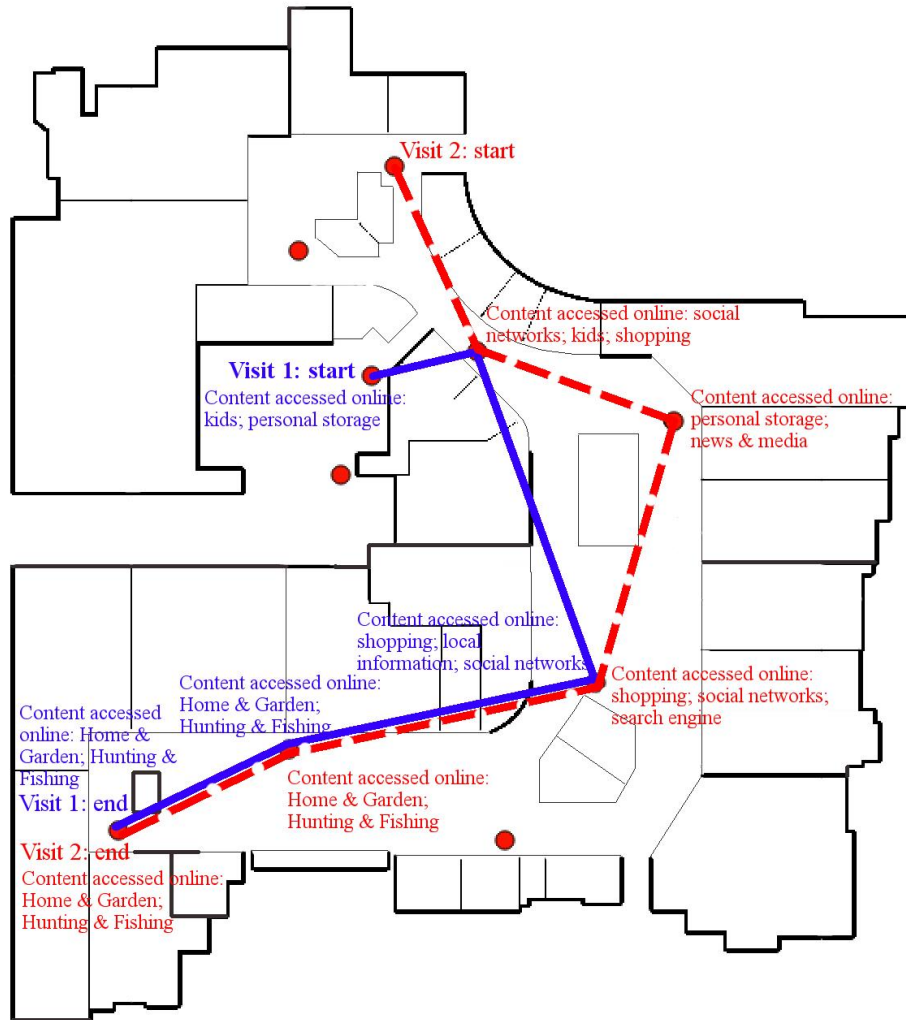 Visit 2: start
Content accessed online: social
networks; kids; shopping
Visit 1: start
Content accessed online:
kids; personal storage
Content accessed online:
personal storage;
news & media
Content accessed online:
shopping; local
information; social networks
Content accessed online:
shopping; social networks;
search engine
Content accessed online:
Home & Garden;
Hunting & Fishing
Content accessed
online: Home &
Garden; Hunting &
Fishing
Visit 1: end
Content accessed online:
Home & Garden;
Hunting & Fishing
Visit 2: end
Content accessed online:
Home & Garden;
Hunting & Fishing